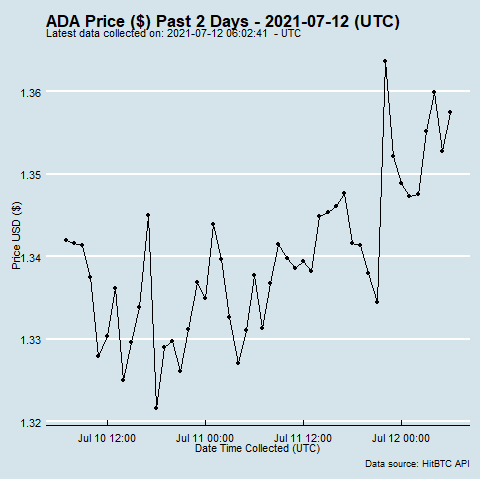 ADA Price ($) Past 2 Days - 2021-07-12 (UTC)
Latest data collected on: 2021-07-12 06:02:41 - UTC
1.36
1.35
1.34
1.33
1.32
Price USD ($)
Jul 10 12:00 Jul 11 00:00 Jul 11 12:00 Jul 12 00:00
Date Time Collected (UTC)
Data source: HitBTC API